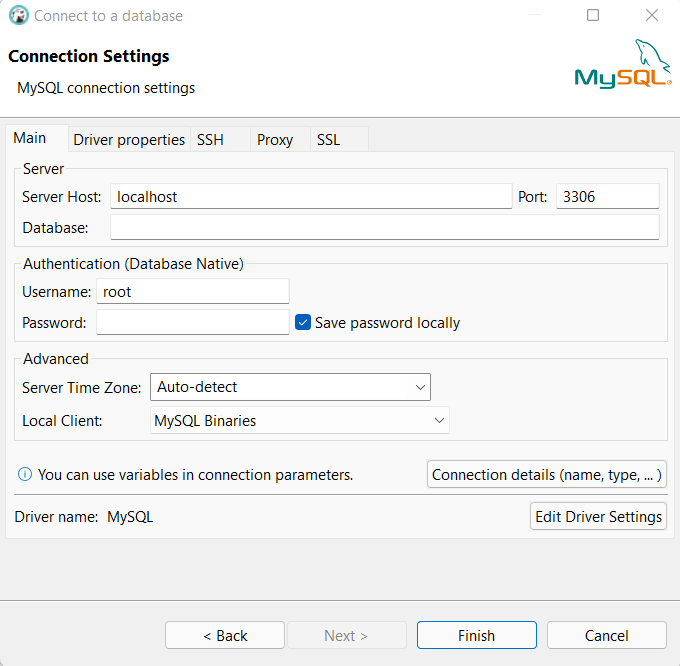 Connect to a database
Connection Settings
MySQL connection settings
MySQL®
Main Driver properties SSH Proxy SSL
Server
Server Host: localhost Port: 3306
Database:
Authentication (Database Native)
Username: root
Password: Save password locally
Advanced
Server Time Zone: Auto-detect
Local Client: MySQL Binaries
You can use variables in connection parameters. Connection details (name, type, ... )
Driver name: MySQL Edit Driver Settings
< Back Next > Finish Cancel